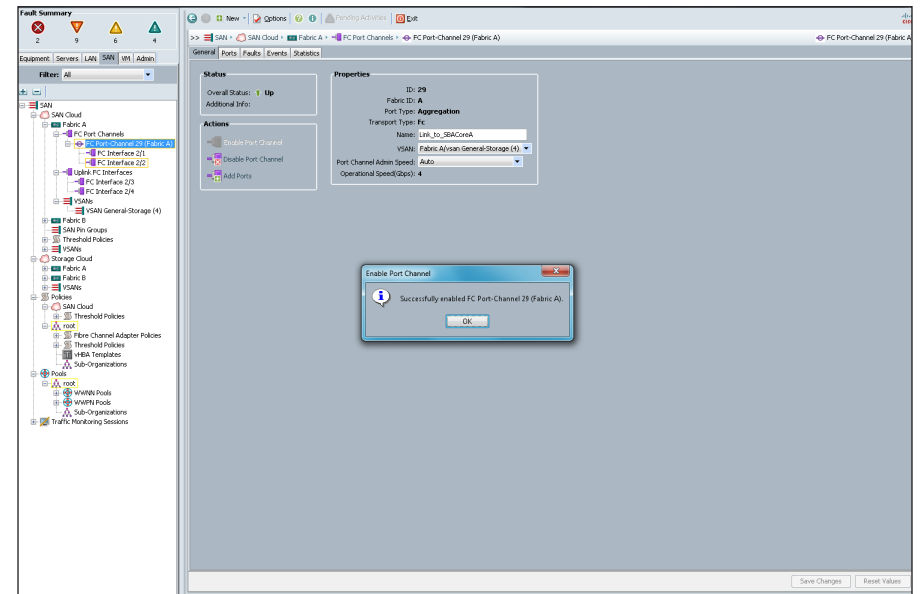 Fault Summary
2 9 6 4
New Options Pending Activities Exit
>> SAN SAN Cloud Fabric A FC Port Channels FC Port-Channel 29 (Fabric A) FC Port-Channel 29 (Fabric A
Equipment Servers LAN SAN VM Admin
General Ports Faults Events Statistics
Filter: All
SAN
SAN Cloud
Fabric A
FC Port Channels
FC Port-Channel 29 (Fabric A)
FC Interface 2/1
FC Interface 2/2
Uplink FC Interfaces
FC Interface 2/3
FC Interface 2/4
VSANs
VSAN General-Storage (4)
Fabric B
SAN Pin Groups
Threshold Policies
VSANs
Storage Cloud
Fabric A
Fabric B
VSANs
Policies
SAN Cloud
Threshold Policies
root
Fibre Channel Adapter Policies
Threshold Policies
vHBA Templates
Sub-Organizations
Pools
root
WWNN Pools
WWPN Pools
Sub-Organizations
Traffic Monitoring Sessions
Status
Overall Status: Up
Additional Info:
Actions
Enable Port Channel
Disable Port Channel
Add Ports
Properties
ID: 29
Fabric ID: A
Port Type: Aggregation
Transport Type: Fc
Name: Link_to_SBACoreA
VSAN: Fabric A/vsan General-Storage (4)
Port Channel Admin Speed: Auto
Operational Speed(Gbps): 4
Enable Port Channel
Successfully enabled FC Port-Channel 29 (Fabric A).
OK
Save Changes Reset Values